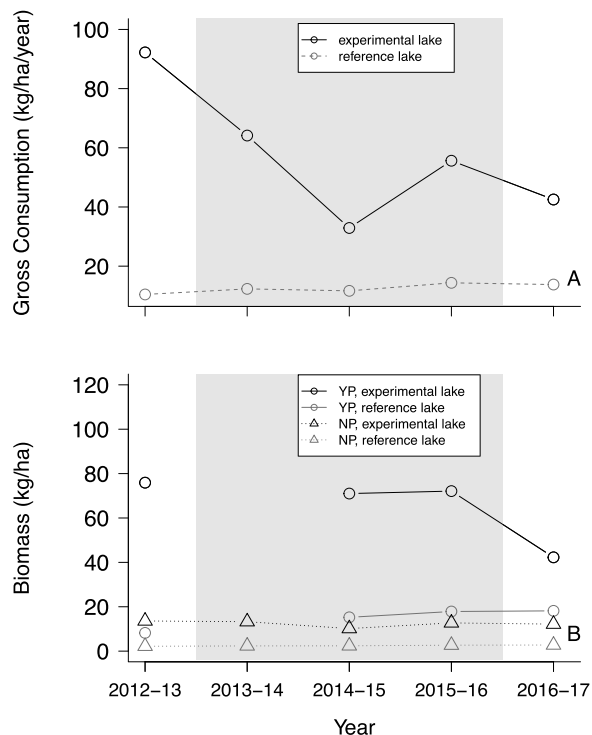 Gross Consumption (kg/ha/year)
100
80
60
40
20
experimental lake
reference lake
A
Biomass (kg/ha)
120
100
80
60
40
20
0
YP, experimental lake
YP, reference lake
NP, experimental lake
NP, reference lake
B
2012–13 2013–14 2014–15 2015–16 2016–17
Year